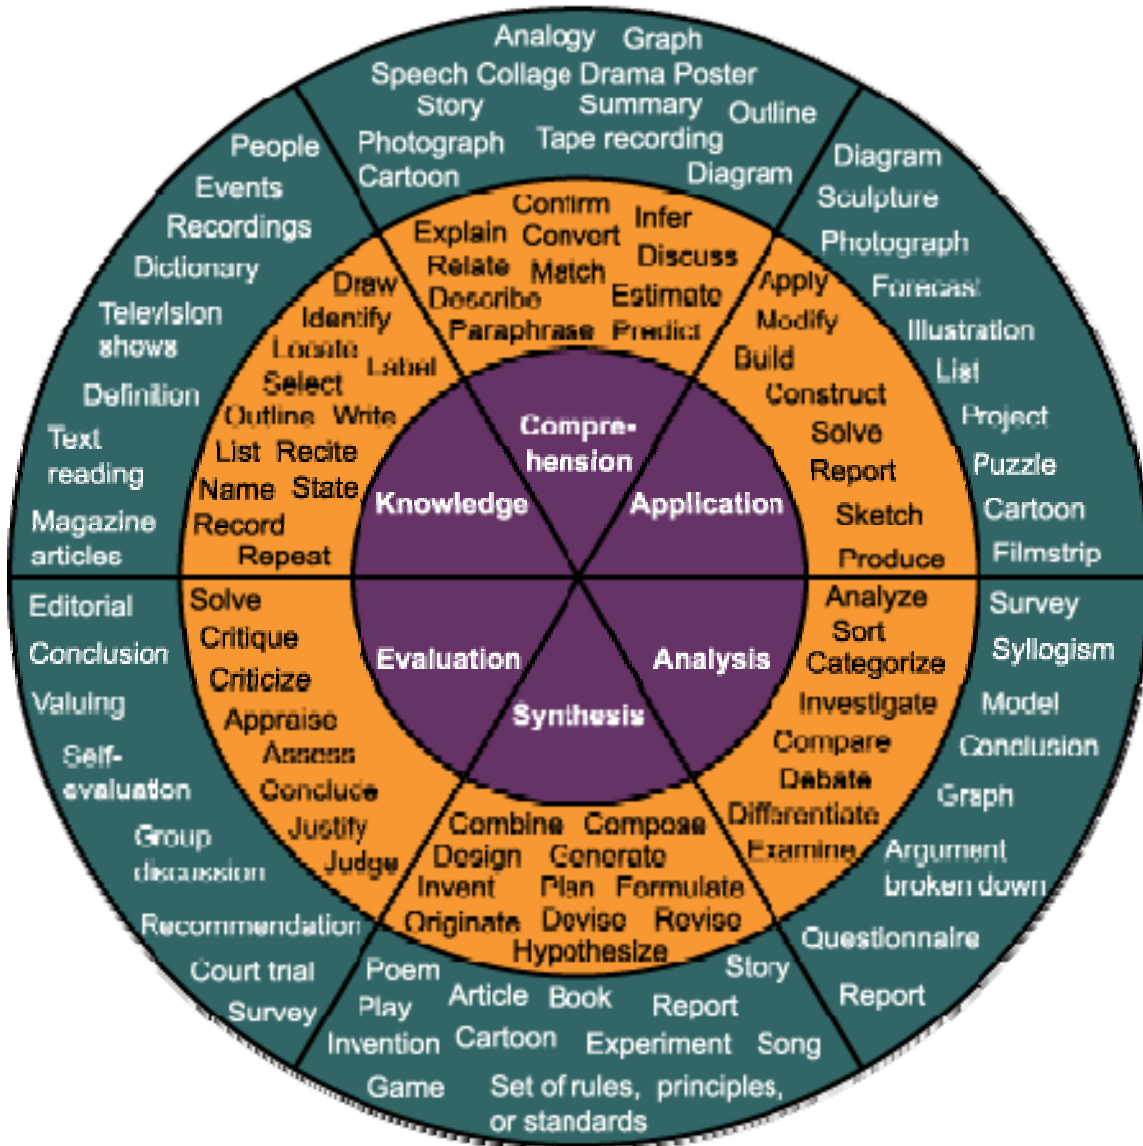 Analogy Graph
Speech Collage Drama Poster
Story Summary Outline
Photograph Tape recording
Cartoon Diagram
Confirm Infer
Explain Convert Discuss
Relate Match
Describe Estimate
Paraphrase Predict
Compre-
hension
Diagram
Sculpture
Photograph
Forecast
Illustration
List
Project
Puzzle
Cartoon
Filmstrip
Apply
Modify
Build
Construct
Solve
Report
Sketch
Produce
Application
Survey
Syllogism
Model
Conclusion
Graph
Argument
broken down
Questionnaire
Report
Analyze
Sort
Categorize
Investigate
Compare
Debate
Differentiate
Examine
Analysis
Synthesis
Combine Compose
Design Generate
Invent Plan Formulate
Originate Devise Revise
Hypothesize
Poem Story
Play Article Book Report
Invention Cartoon Experiment Song
Game Set of rules, principles,
or standards
Evaluation
Solve
Critique
Criticize
Appraise
Assess
Conclude
Justify
Judge
Editorial
Conclusion
Valuing
Self-
evaluation
Group
discussion
Recommendation
Court trial
Survey
Knowledge
Draw
Identify
Locate Label
Select
Outline Write
List Recite
Name State
Record
Repeat
People
Events
Recordings
Dictionary
Television
shows
Definition
Text
reading
Magazine
articles